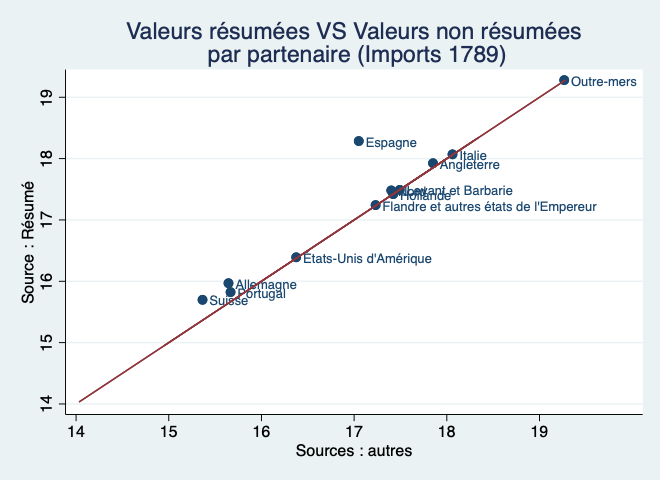 Valeurs résumées VS Valeurs non résumées
par partenaire (Imports 1789)
Source : Résumé
19
18
17
16
15
14
Outre-mers
Espagne
Italie
Angleterre
Levant et Barbarie
Hollande
Flandre et autres états de l'Empereur
États-Unis d'Amérique
Allemagne
Portugal
Suisse
14 15 16 17 18 19
Sources : autres